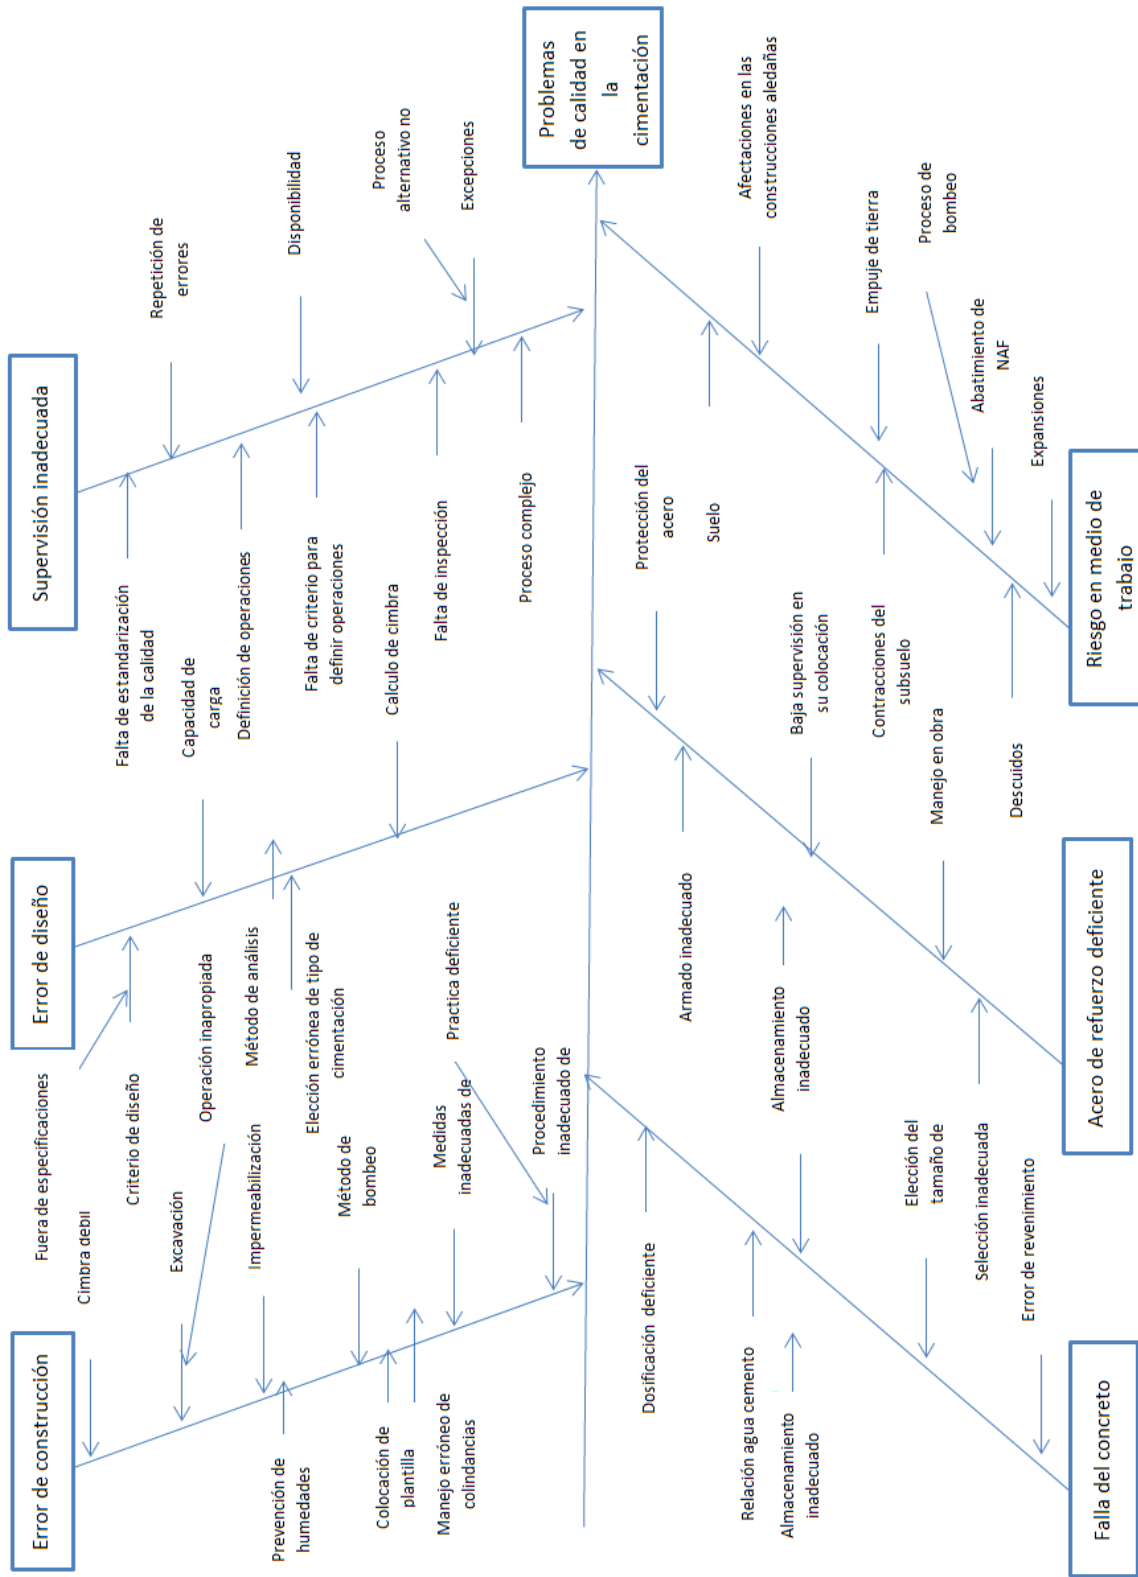 Error de construcción
Error de diseño
Supervisión inadecuada
Cimbra debil
Fuera de especificaciones
Criterio de diseño
Falta de estandarización
de la calidad
Repetición de
errores
Excavación
Operación inapropiada
Capacidad de
carga
Definición de operaciones
Impermeabilización
Método de análisis
Disponibilidad
Prevención de
humedades
Elección errónea de tipo de
cimentación
Falta de criterio para
definir operaciones
Método de
bombeo
Calculo de cimbra
Proceso
alternativo no
Colocación de
plantilla
Medidas
inadecuadas de
Practica deficiente
Falta de inspección
Excepciones
Manejo erróneo de
colindancias
Procedimiento
inadecuado de
Proceso complejo
Problemas
de calidad en
la
cimentación
Dosificación deficiente
Protección del
acero
Armado inadecuado
Suelo
Afectaciones en las
construcciones aledañas
Relación agua cemento
Almacenamiento
inadecuado
Almacenamiento
inadecuado
Baja supervisión en
su colocación
Empuje de tierra
Contracciones del
subsuelo
Proceso de
bombeo
Elección del
tamaño de
Manejo en obra
Abatimiento de
NAF
Selección inadecuada
Descuidos
Expansiones
Error de revenimiento
Falla del concreto
Acero de refuerzo deficiente
Riesgo en medio de
trabajo